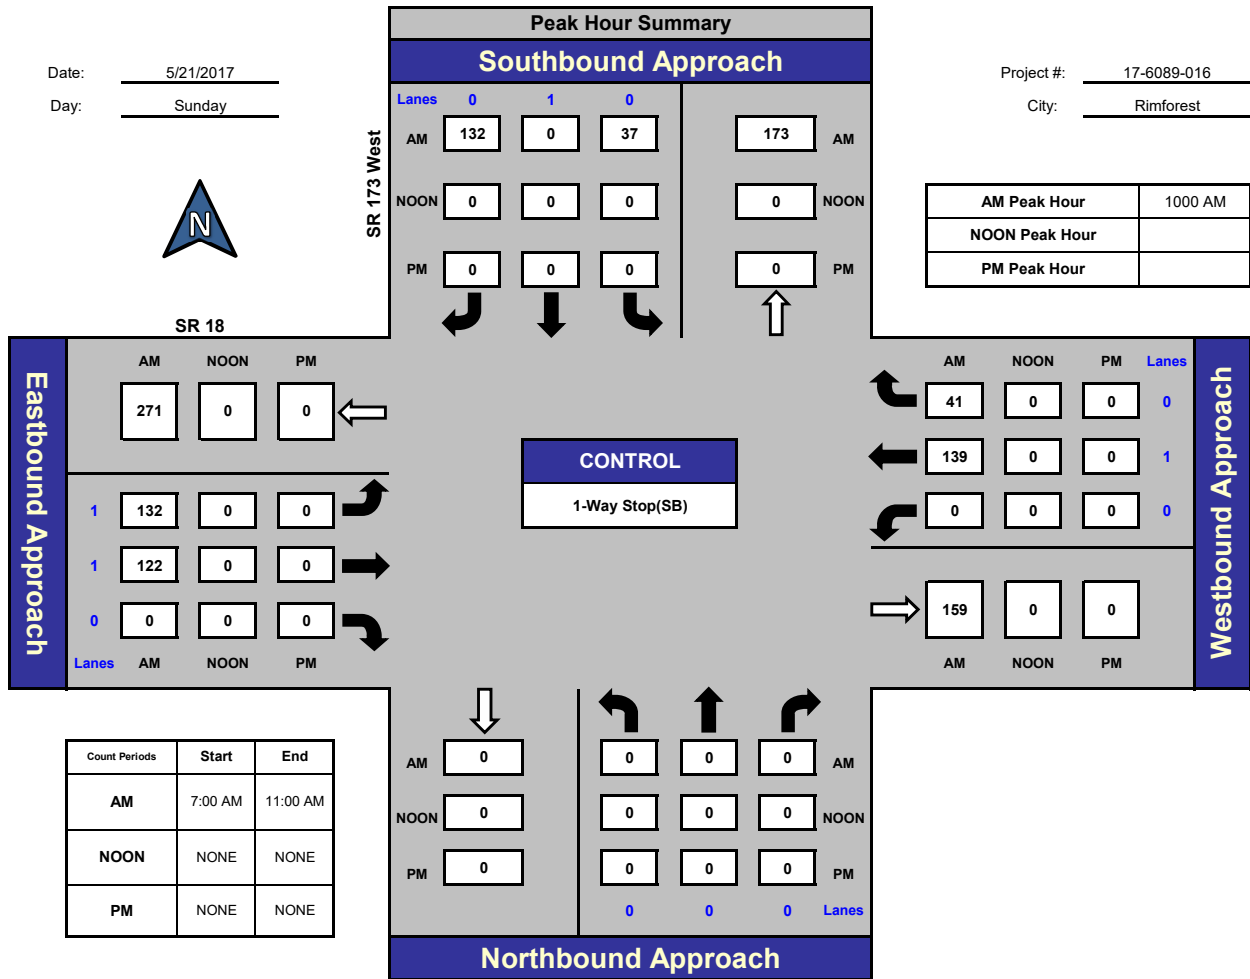 Peak Hour Summary
Southbound Approach
Date: 5/21/2017
Day: Sunday
Project #: 17-6089-016
City: Rimforest
N
SR 173 West
Lanes 0 1 0
AM 132 0 37 173 AM
NOON 0 0 0 0 NOON
PM 0 0 0 0 PM
AM Peak Hour 1000 AM
NOON Peak Hour
PM Peak Hour
SR 18
Eastbound Approach
AM NOON PM
271 0 0
1 132 0 0
1 122 0 0
0 0 0 0
Lanes AM NOON PM
CONTROL
1-Way Stop(SB)
AM NOON PM Lanes
41 0 0 0
139 0 0 1
0 0 0 0
159 0 0
AM NOON PM
Westbound Approach
Count Periods Start End
AM 7:00 AM 11:00 AM
NOON NONE NONE
PM NONE NONE
AM 0 0 0 0 AM
NOON 0 0 0 0 NOON
PM 0 0 0 0 PM
0 0 0 Lanes
Northbound Approach